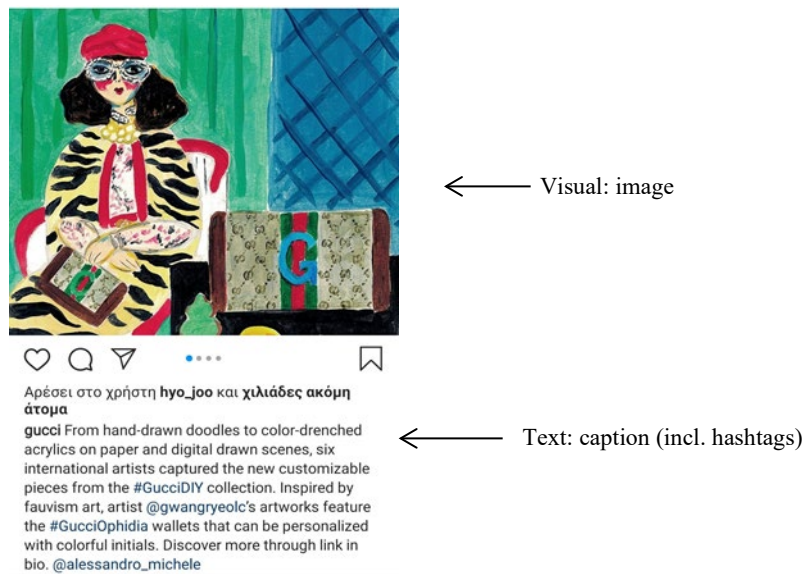 G
Visual: image
Αρέσει στο χρήστη hyo_joo και χιλιάδες ακόμη
άτομα
gucci From hand-drawn doodles to color-drenched
acrylics on paper and digital drawn scenes, six
international artists captured the new customizable
pieces from the #GucciDIY collection. Inspired by
fauvism art, artist @gwangryeolc's artworks feature
the #GucciOphidia wallets that can be personalized
with colorful initials. Discover more through link in
bio. @alessandro_michele
Text: caption (incl. hashtags)